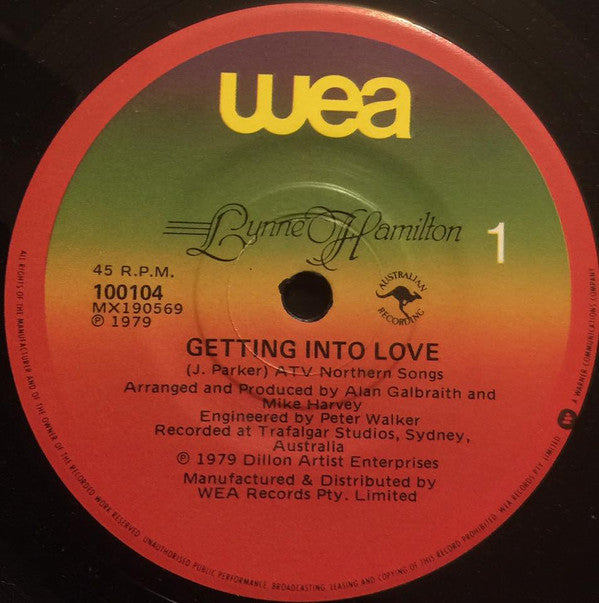 wea
Lynne Hamilton
1
45 R.P.M.
100104
MX190569
℗ 1979
AUSTRALIAN
RECORDING
GETTING INTO LOVE
(J. Parker) ATV Northern Songs
Arranged and Produced by Alan Galbraith and
Mike Harvey
Engineered by Peter Walker
Recorded at Trafalgar Studios, Sydney,
Australia
℗ 1979 Dillon Artist Enterprises
Manufactured & Distributed by
WEA Records Pty. Limited
ALL RIGHTS OF THE MANUFACTURER AND OF THE OWNER OF THE RECORDED WORK RESERVED. UNAUTHORISED PUBLIC PERFORMANCE, BROADCASTING, LEASING AND COPYING OF THIS RECORD PROHIBITED. WEA RECORDS PTY. LIMITED
A WARNER COMMUNICATIONS COMPANY.